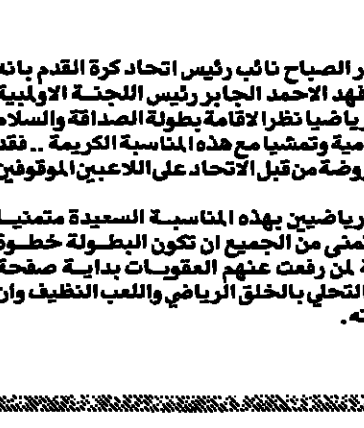 ر الصباح نائب رئيس اتحاد كرة القدم بانه
فهد الاحمد الجابر رئيس اللجنة الاولمبية
رياضيا نظرا لاقامة بطولة الصداقة والسلام
مية وتمشيا مع هذه المناسبة الكريمة .. فقد
روضة من قبل الاتحاد على اللاعبين الموقوفين
رياضيين بهذه المناسبة السعيدة متمنيا
منى من الجميع ان تكون البطولة خطوة
ة لمن رفعت عنهم العقوبات بداية صفحة
التحلي بالخلق الرياضي واللعب النظيف وان
ته .